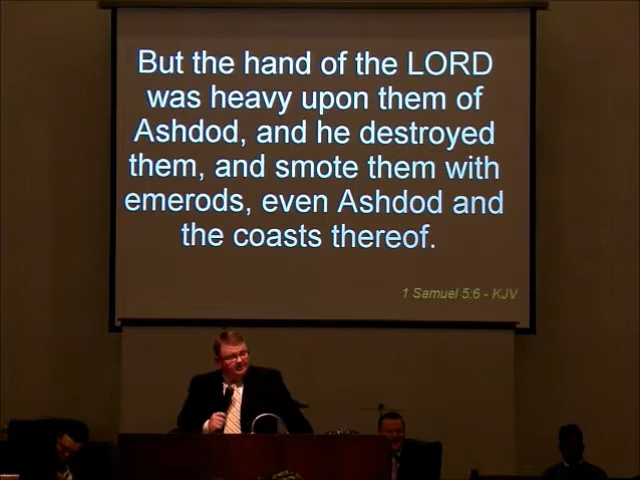 But the hand of the LORD
was heavy upon them of
Ashdod, and he destroyed
them, and smote them with
emerods, even Ashdod and
the coasts thereof.
1 Samuel 5:6 - KJV